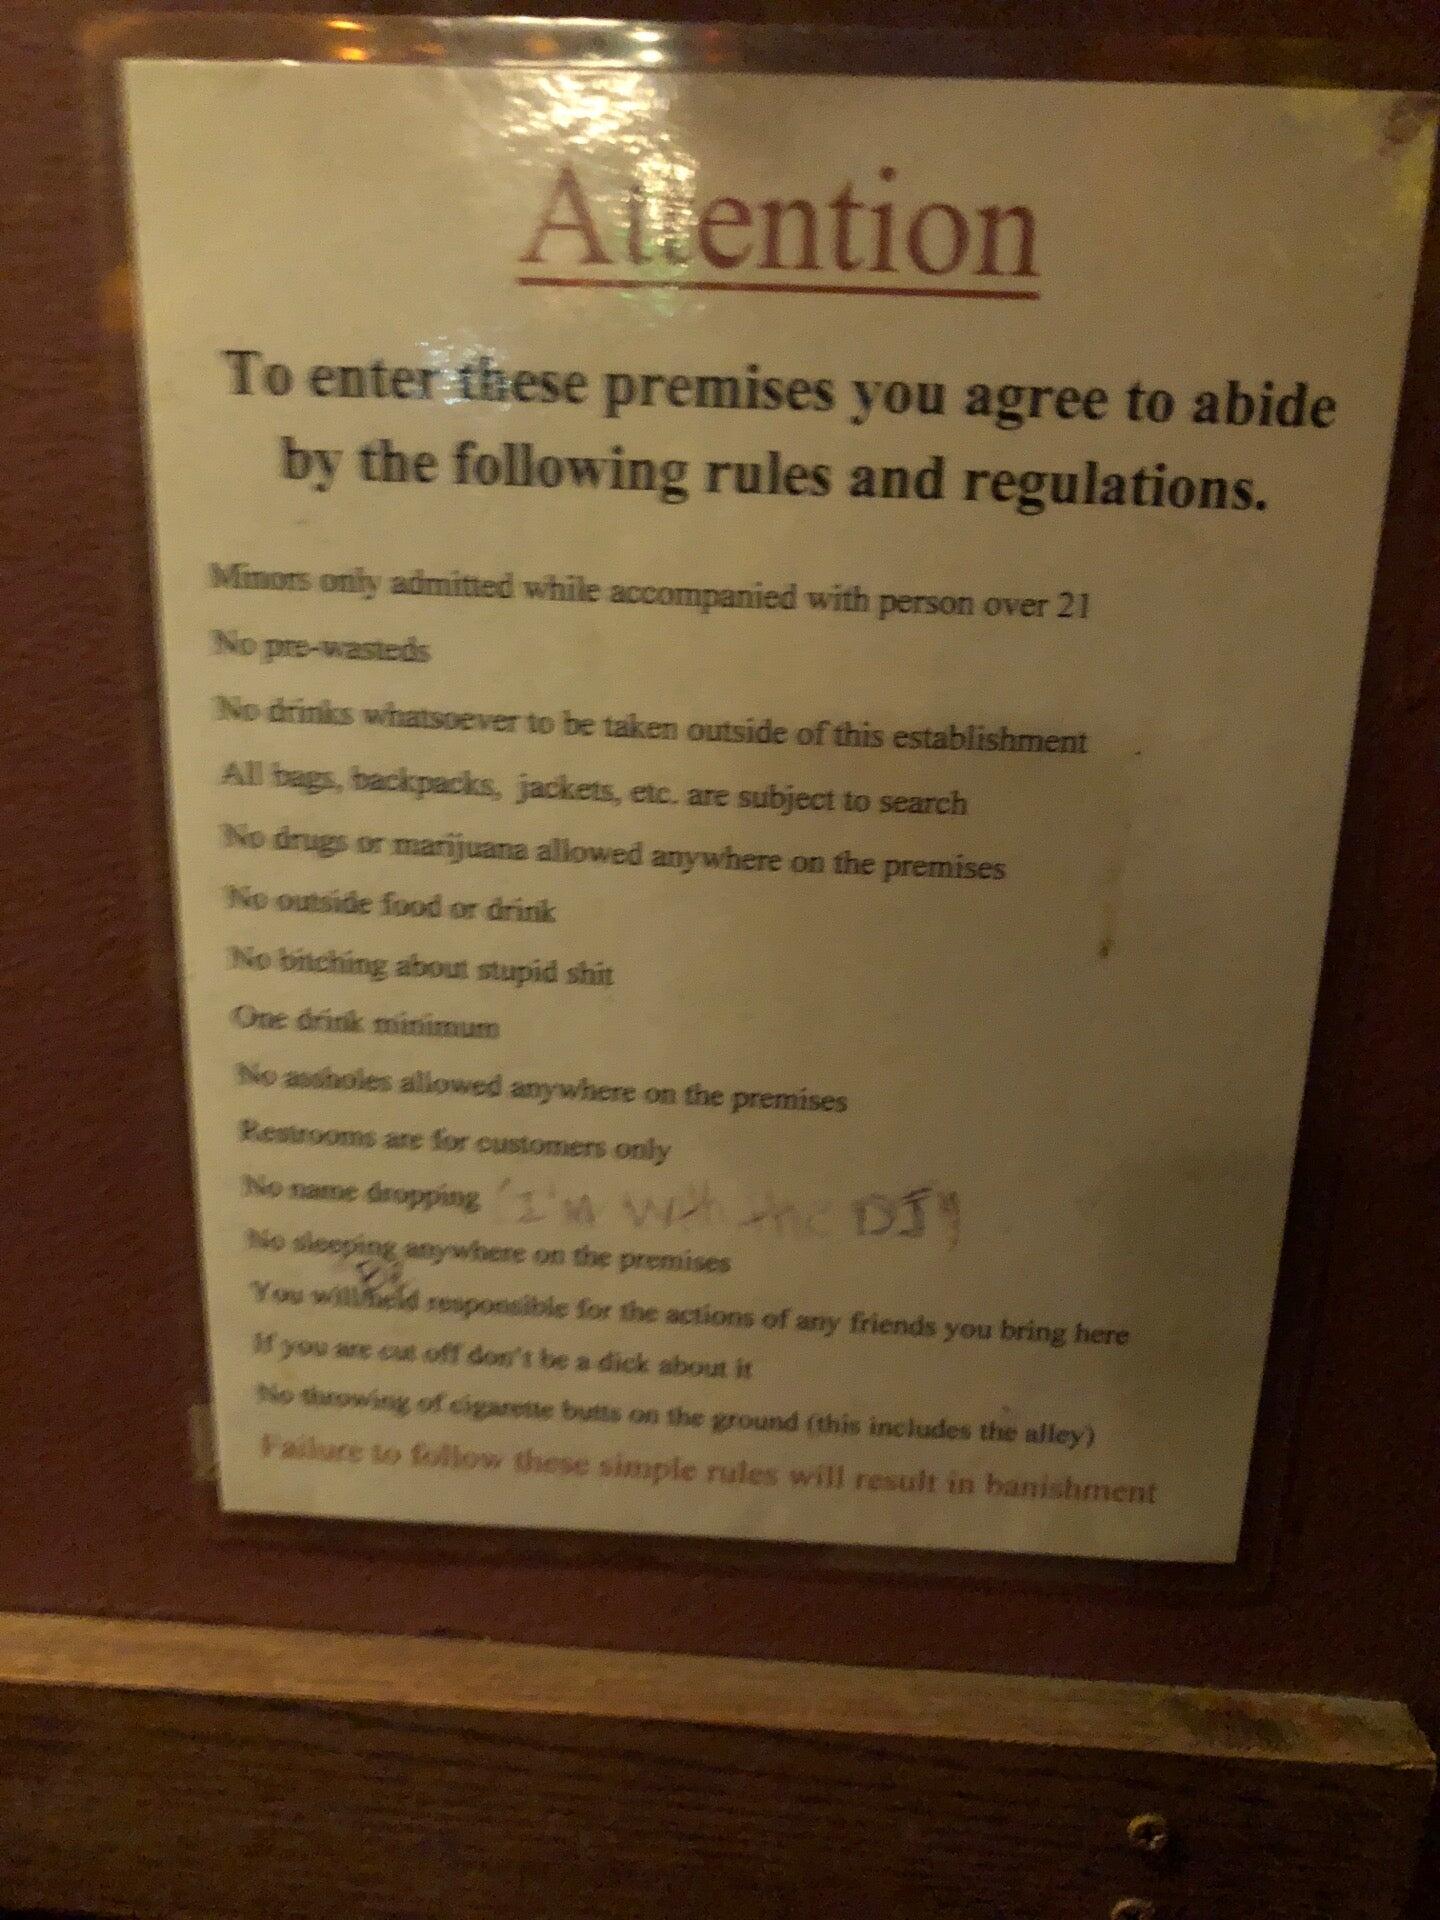 Attention
To enter these premises you agree to abide
by the following rules and regulations.
Minors only admitted while accompanied with person over 21
No pre-wasteds
No drinks whatsoever to be taken outside of this establishment
All bags, backpacks, jackets, etc. are subject to search
No drugs or marijuana allowed anywhere on the premises
No outside food or drink
No bitching about stupid shit
One drink minimum
No assholes allowed anywhere on the premises
Restrooms are for customers only
No name dropping "I'm with the DJ"
No sleeping anywhere on the premises
You will be held responsible for the actions of any friends you bring here
If you are cut off don't be a dick about it
No throwing of cigarette butts on the ground (this includes the alley)
Failure to follow these simple rules will result in banishment